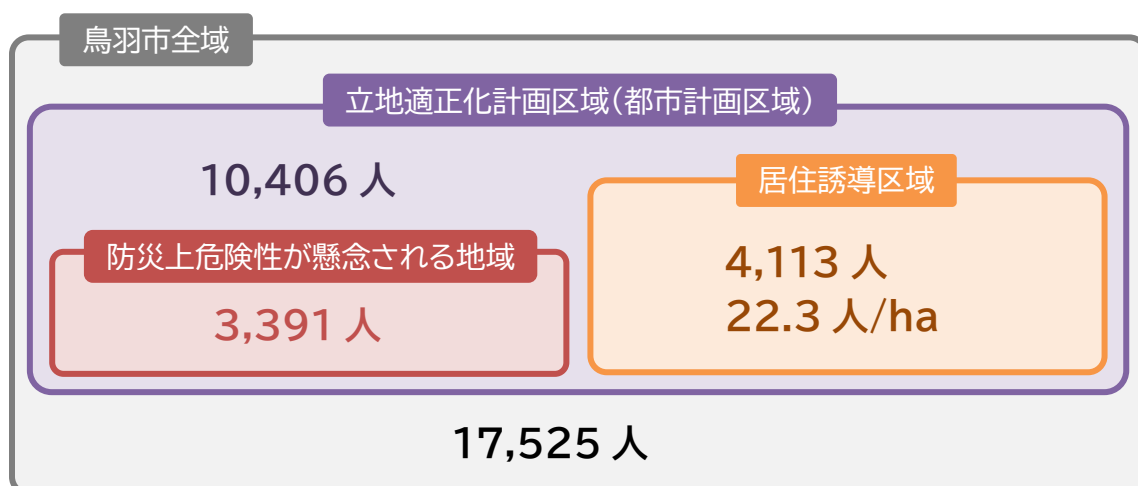 鳥羽市全域
立地適正化計画区域(都市計画区域)
10,406 人
居住誘導区域
防災上危険性が懸念される地域
4,113 人
3,391 人
22.3 人/ha
17,525 人